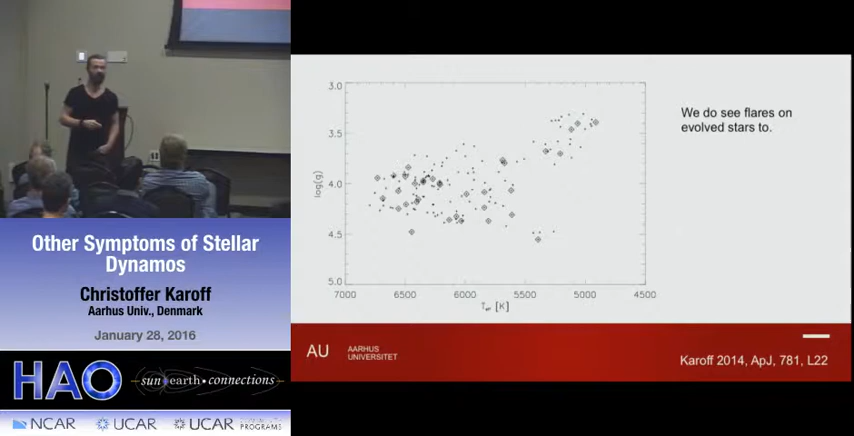 Other Symptoms of Stellar
Dynamos
Christoffer Karoff
Aarhus Univ., Denmark
January 28, 2016
HAO
sun earth connections
NCAR
UCAR
UCAR
PROGRAMS
We do see flares on
evolved stars to.
3.0
3.5
4.0
4.5
5.0
log(g)
7000 6500 6000 5500 5000 4500
[K]
AU
AARHUS
UNIVERSITET
Karoff 2014, ApJ, 781, L22